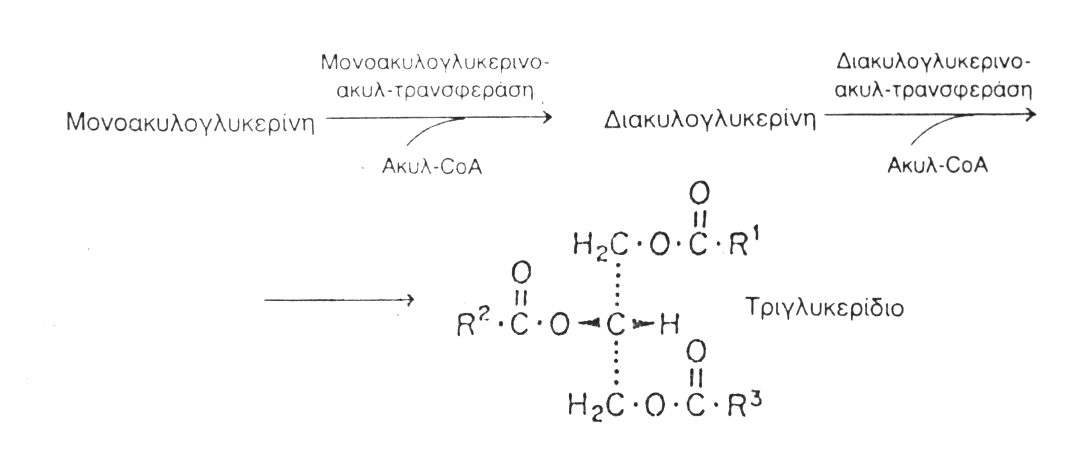 Μονοακυλογλυκερινο-
ακυλ-τρανσφεράση
Μονοακυλογλυκερίνη
Ακυλ-CoA
Διακυλογλυκερινο-
ακυλ-τρανσφεράση
Διακυλογλυκερίνη
Ακυλ-CoA
O
H₂C·O·C·R¹
O
R²·C·O C H
Τριγλυκερίδιο
O
H₂C·O·C·R³